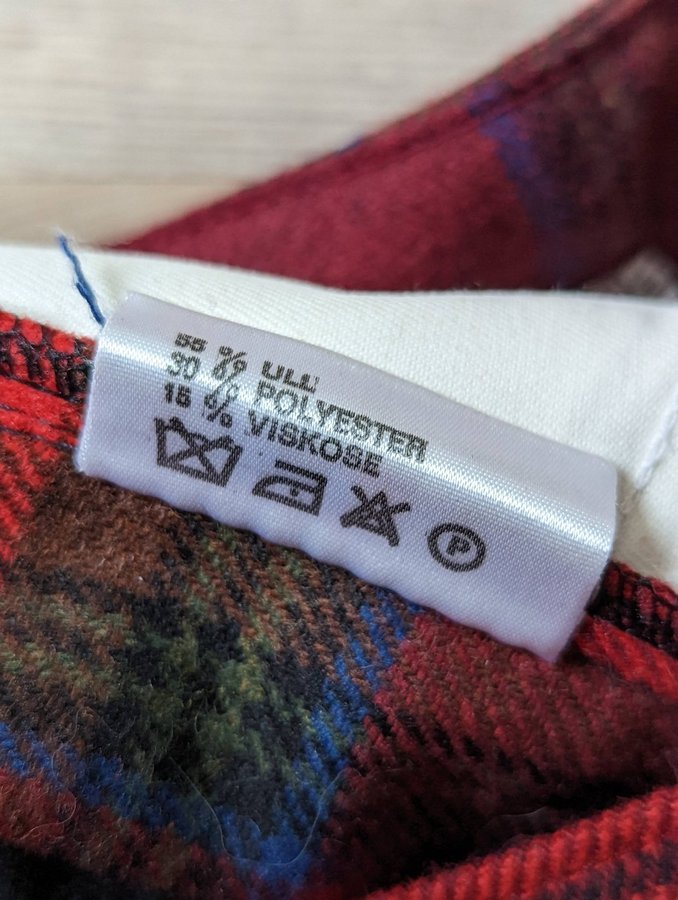 55 % ULL
30 % POLYESTER
15 % VISKOSE
P